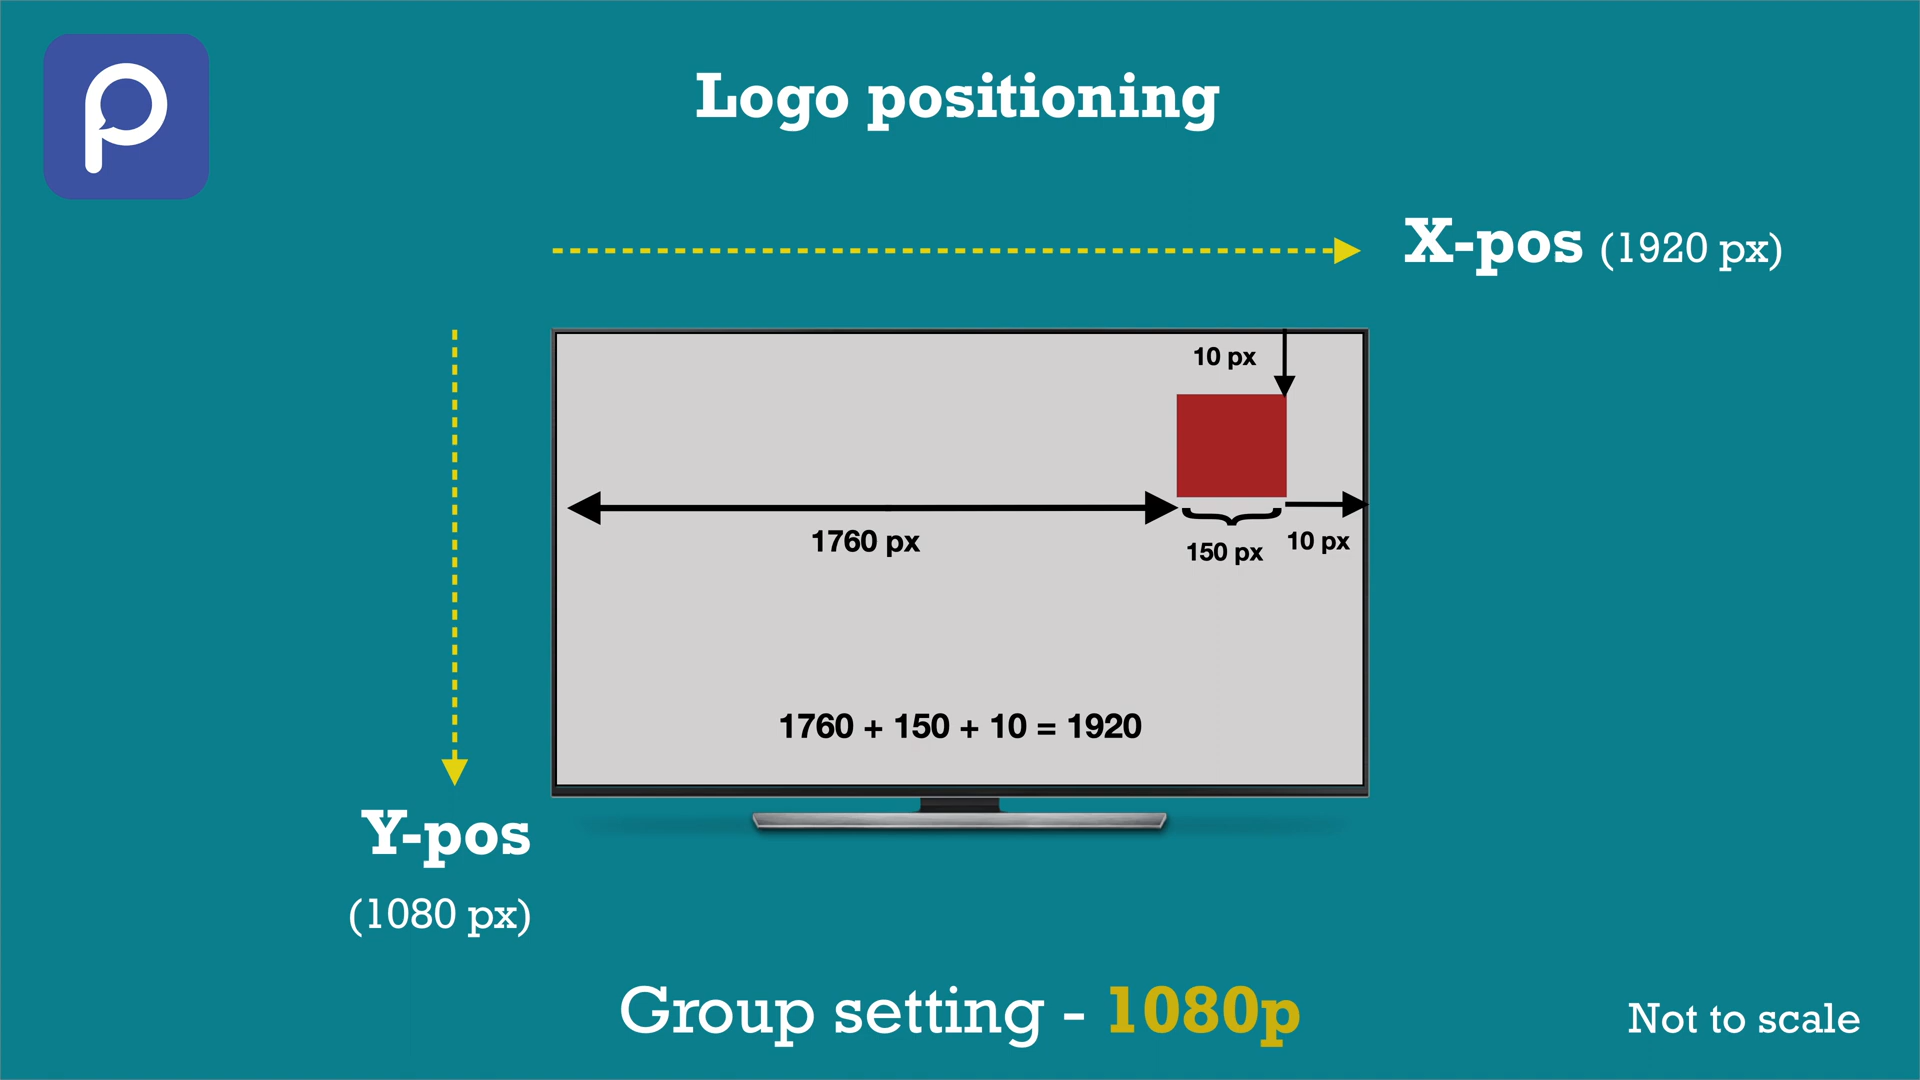 Logo positioning
X-pos (1920 px)
10 px
1760 px
150 px
10 px
1760 + 150 + 10 = 1920
Y-pos
(1080 px)
Group setting - 1080p
Not to scale